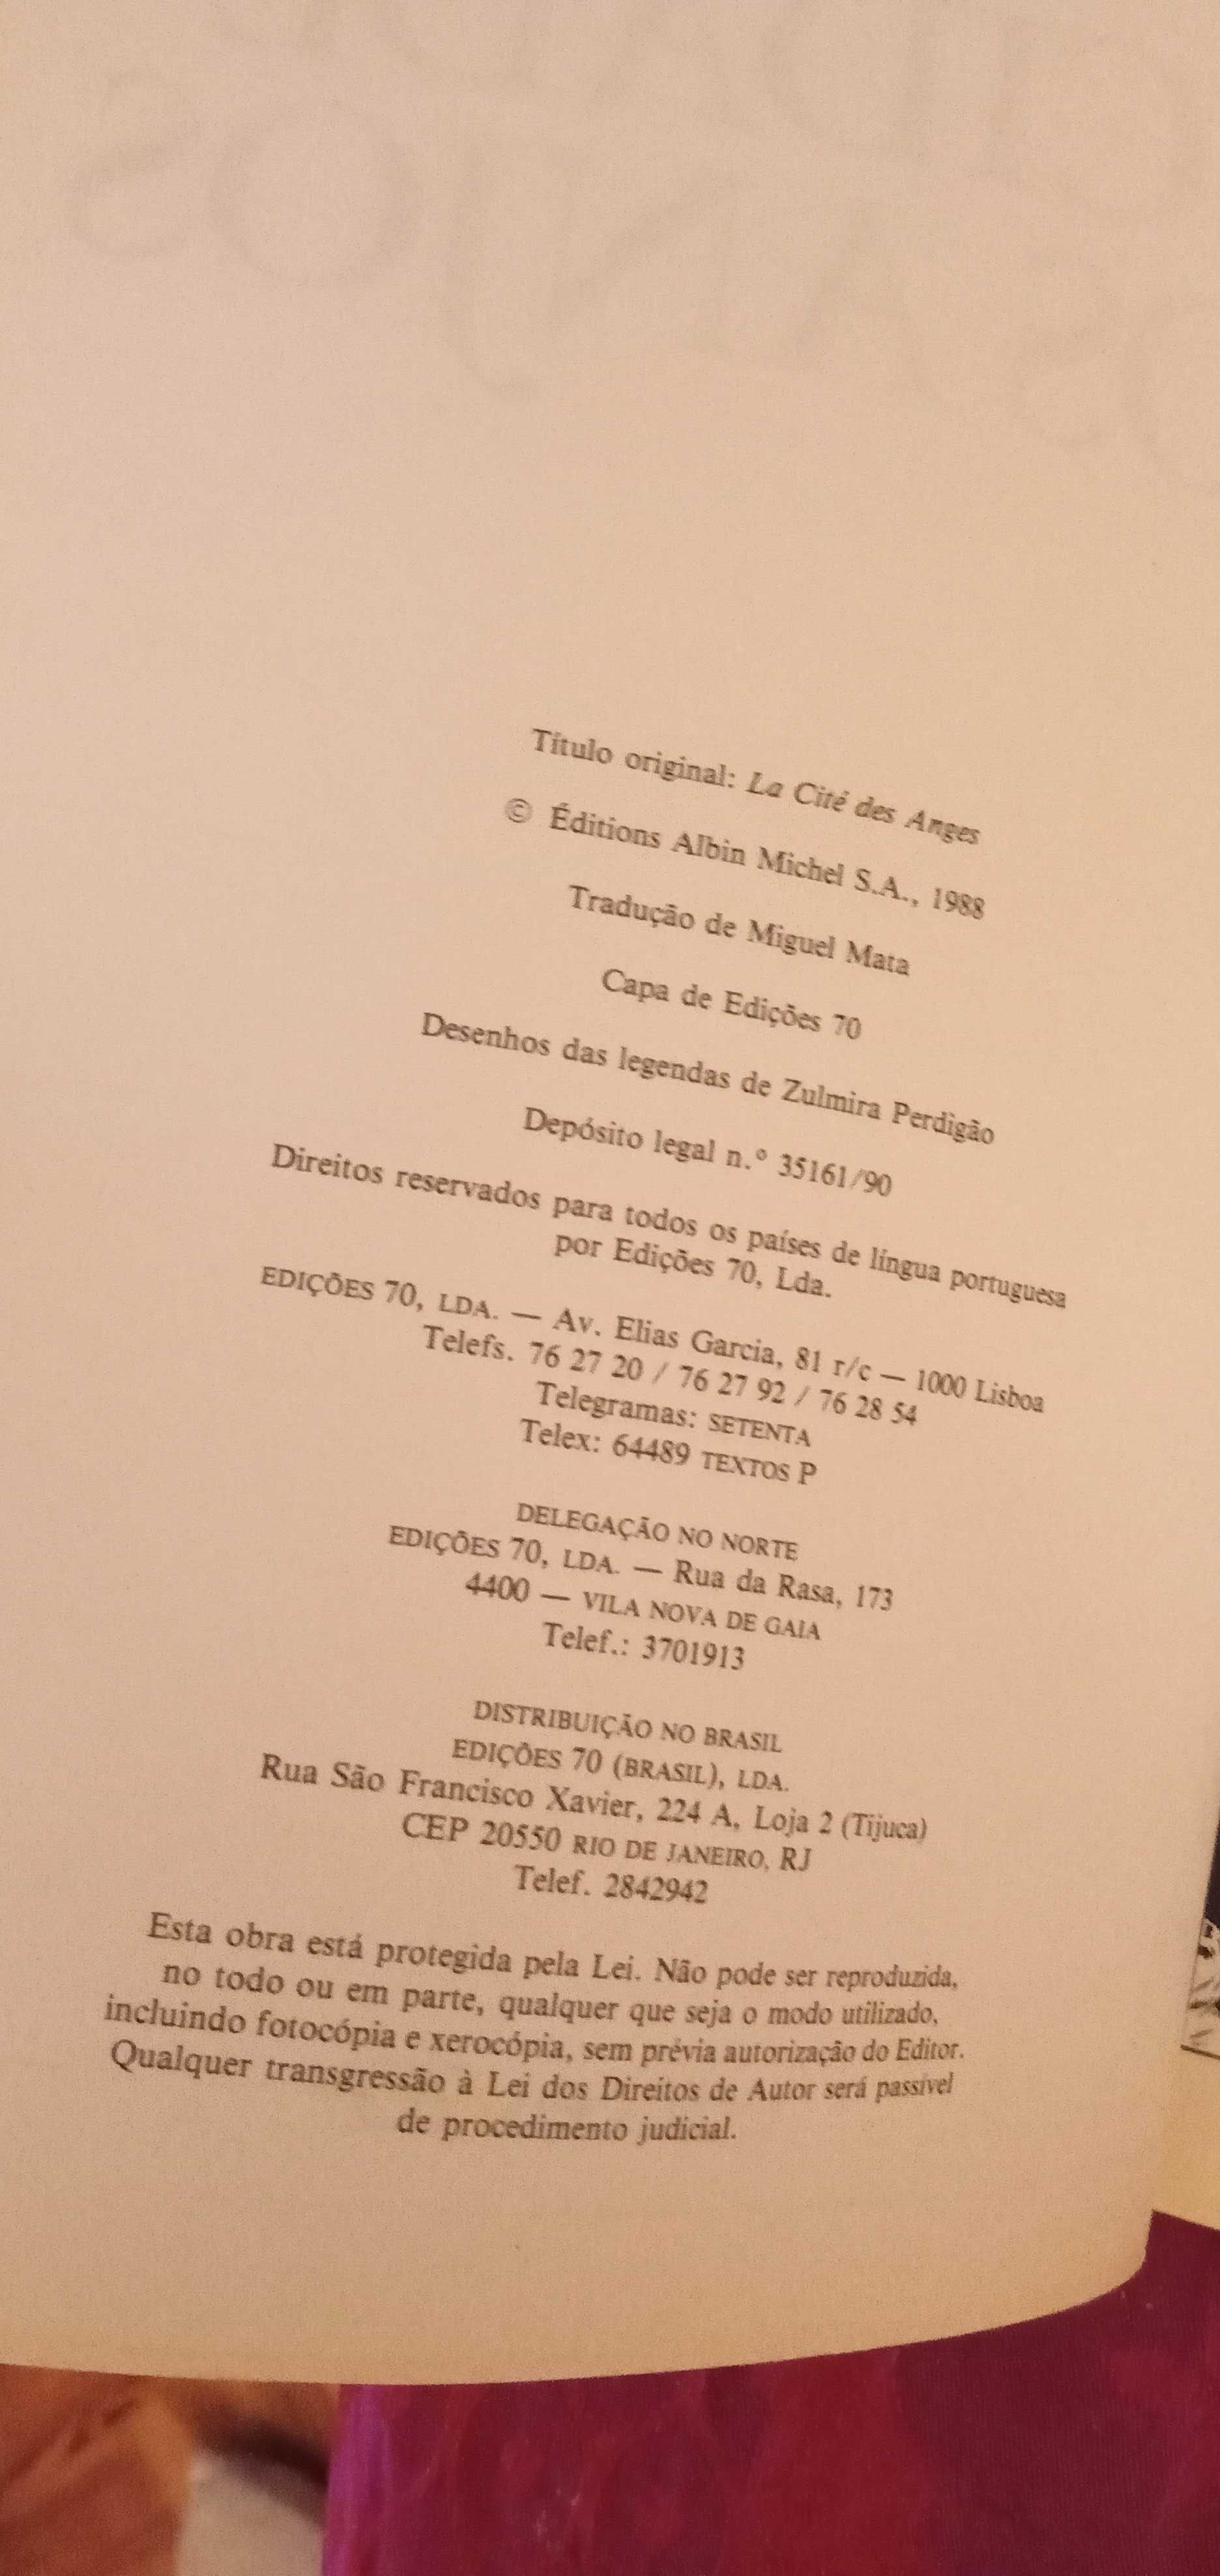 Título original: La Cité des Anges
© Éditions Albin Michel S.A., 1988
Tradução de Miguel Mata
Capa de Edições 70
Desenhos das legendas de Zulmira Perdigão
Depósito legal n.º 35161/90
Direitos reservados para todos os países de língua portuguesa
por Edições 70, Lda.
EDIÇÕES 70, LDA. — Av. Elias Garcia, 81 r/c — 1000 Lisboa
Telefs. 76 27 20 / 76 27 92 / 76 28 54
Telegramas: SETENTA
Telex: 64489 TEXTOS P
DELEGAÇÃO NO NORTE
EDIÇÕES 70, LDA. — Rua da Rasa, 173
4400 — VILA NOVA DE GAIA
Telef.: 3701913
DISTRIBUIÇÃO NO BRASIL
EDIÇÕES 70 (BRASIL), LDA.
Rua São Francisco Xavier, 224 A, Loja 2 (Tijuca)
CEP 20550 RIO DE JANEIRO, RJ
Telef. 2842942
Esta obra está protegida pela Lei. Não pode ser reproduzida,
no todo ou em parte, qualquer que seja o modo utilizado,
incluindo fotocópia e xerocópia, sem prévia autorização do Editor.
Qualquer transgressão à Lei dos Direitos de Autor será passível
de procedimento judicial.